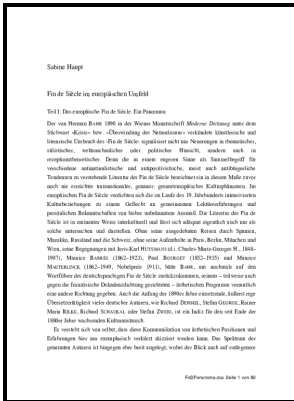 Sabine Haupt
Fin de Siècle im europäischen Umfeld
Teil I: Das europäische Fin de Siècle. Ein Panorama
Der von Herman BAHR 1890 in der Wiener Monatsschrift Moderne Dichtung unter dem
Stichwort «Krisis» bzw. «Überwindung des Naturalismus» verkündete künstlerische und
literarische Umbruch des «Fin de Siècle» signalisiert nicht nur Neuerungen in thematischer,
stilistischer, weltanschaulicher oder politischer Hinsicht, sondern auch in
rezeptionstheoretischer. Denn die in einem engeren Sinne als Sammelbegriff für
verschiedene antinaturalistische und antipositivistische, meist auch antibürgerliche
Tendenzen zu verstehende Literatur des Fin de Siècle bezeichnet ein in diesem Maße zuvor
noch nie erreichtes transnationales, genauer: gesamteuropäisches Kulturphänomen. Im
europäischen Fin de Siècle verdichten sich die im Laufe des 19. Jahrhunderts intensivierten
Kulturbeziehungen zu einem Geflecht an gemeinsamen Lektüreerfahrungen und
persönlichen Bekanntschaften von bisher unbekanntem Ausmaß. Die Literatur des Fin de
Siècle ist in eminenter Weise interkulturell und lässt sich adäquat eigentlich auch nur als
solche untersuchen und darstellen. Ohne seine ausgedehnten Reisen durch Spanien,
Marokko, Russland und die Schweiz, ohne seine Aufenthalte in Paris, Berlin, München und
Wien, seine Begegnungen mit Joris-Karl HUYSMANS (d.i. Charles-Marie-Georges H., 1848–
1907), Maurice BARRÈS (1862–1923), Paul BOURGET (1852–1935) und Maurice
MAETERLINCK (1862–1949, Nobelpreis 1911), hätte BAHR, um nochmals auf den
Wortführer des deutschsprachigen Fin de Siècle zurückzukommen, seinem – teilweise auch
gegen die französische Dekadenzdichtung gerichteten – ästhetischen Programm vermutlich
eine andere Richtung gegeben. Auch die Anfang der 1890er Jahre einsetzende, äußerst rege
Übersetzertätigkeit vieler deutscher Autoren, wie Richard DEHMEL, Stefan GEORGE, Rainer
Maria RILKE, Richard SCHAUKAL oder Stefan ZWEIG, ist ein Indiz für den seit Ende der
1880er Jahre wachsenden Kulturaustausch.
Es versteht sich von selbst, dass diese Kommunikation von ästhetischen Positionen und
Erfahrungen hier nur exemplarisch verkürzt skizziert werden kann. Das Spektrum der
genannten Autoren ist hingegen eher breit angelegt, wobei der Blick auch auf entlegenere
FdSPanorama.doc Seite 1 von 90